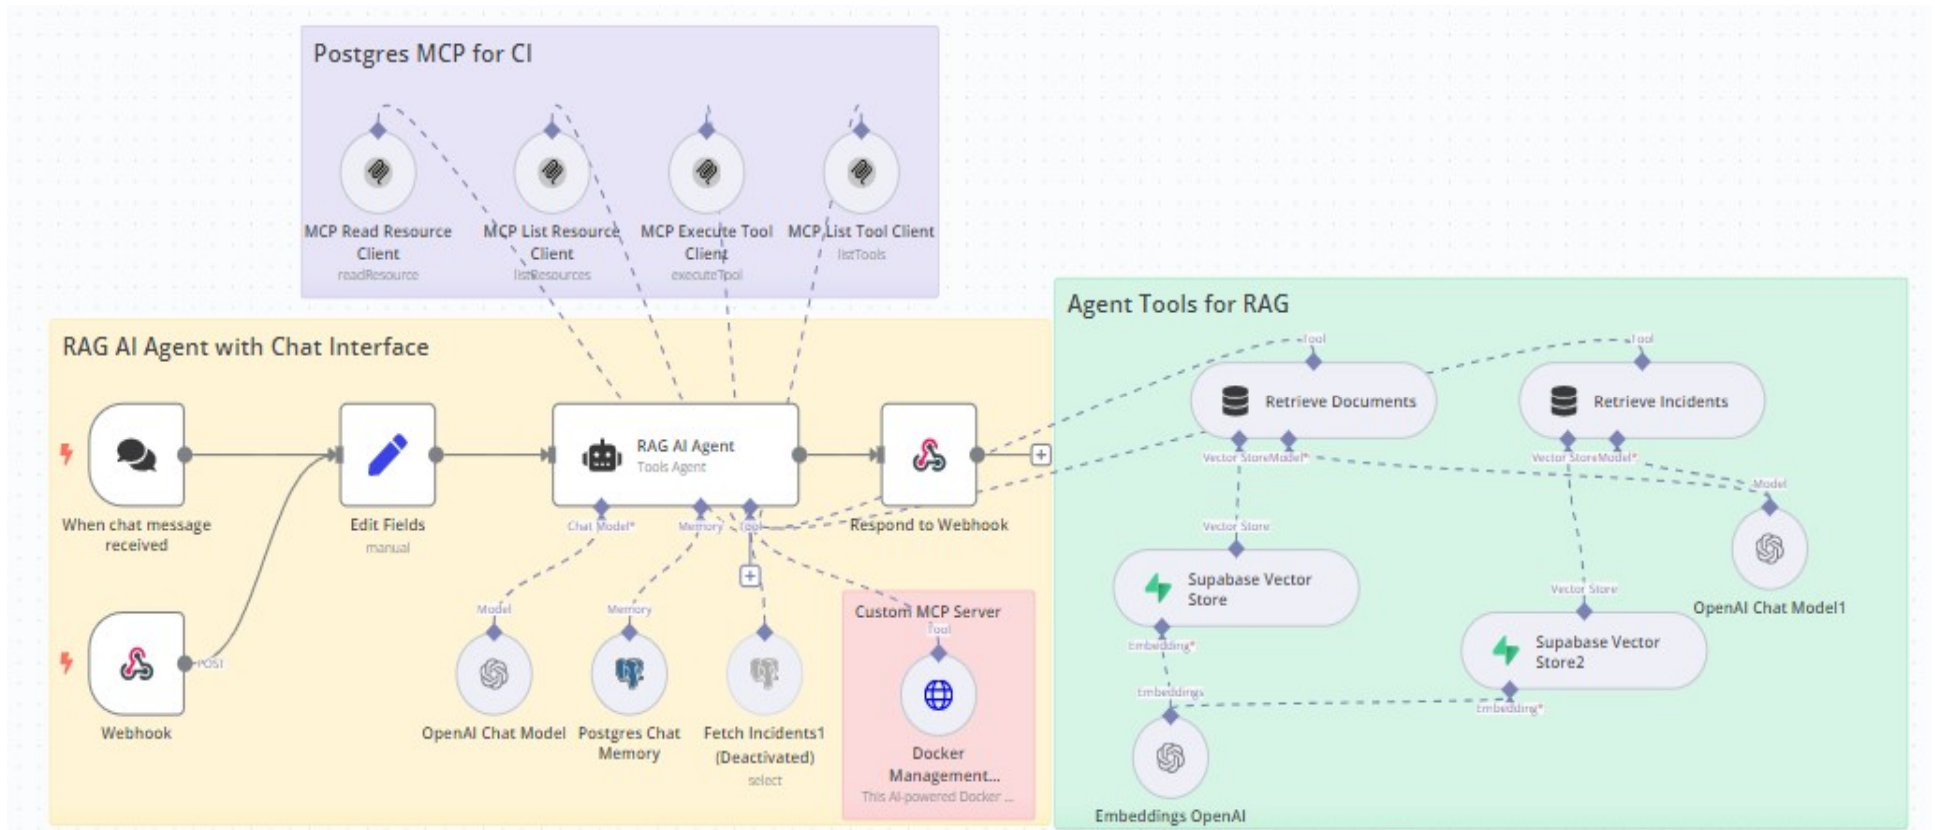 Postgres MCP for CI
MCP Read Resource
Client
readResource
MCP List Resource
Client
listResources
MCP Execute Tool
Client
executeTool
MCP List Tool Client
listTools
RAG AI Agent with Chat Interface
When chat message
received
Webhook
POST
Edit Fields
manual
RAG AI Agent
Tools Agent
Chat Model*
Memory
Tool
Respond to Webhook
Model
OpenAI Chat Model
Memory
Postgres Chat
Memory
Fetch Incidents1
(Deactivated)
select
Custom MCP Server
Tool
Docker
Management...
This AI-powered Docker ...
Agent Tools for RAG
Tool
Retrieve Documents
Vector Store
Model*
Tool
Retrieve Incidents
Vector Store
Model*
Model
OpenAI Chat Model1
Vector Store
Supabase Vector
Store
Embedding*
Vector Store
Supabase Vector
Store2
Embedding*
Embeddings
Embeddings OpenAI